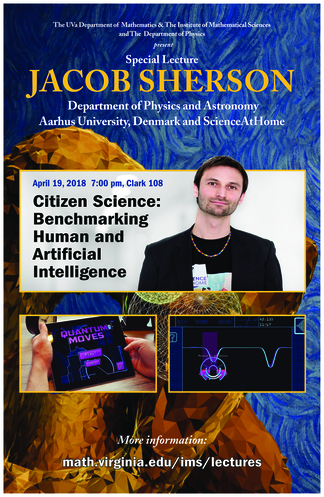 The UVa Department of Mathematics & The Institute of Mathematical Sciences
and The Department of Physics
present
Special Lecture
JACOB SHERSON
Department of Physics and Astronomy
Aarhus University, Denmark and ScienceAtHome
April 19, 2018 7:00 pm, Clark 108
Citizen Science:
Benchmarking
Human and
Artificial
Intelligence
QUANTUM
MOVES
More information:
math.virginia.edu/ims/lectures